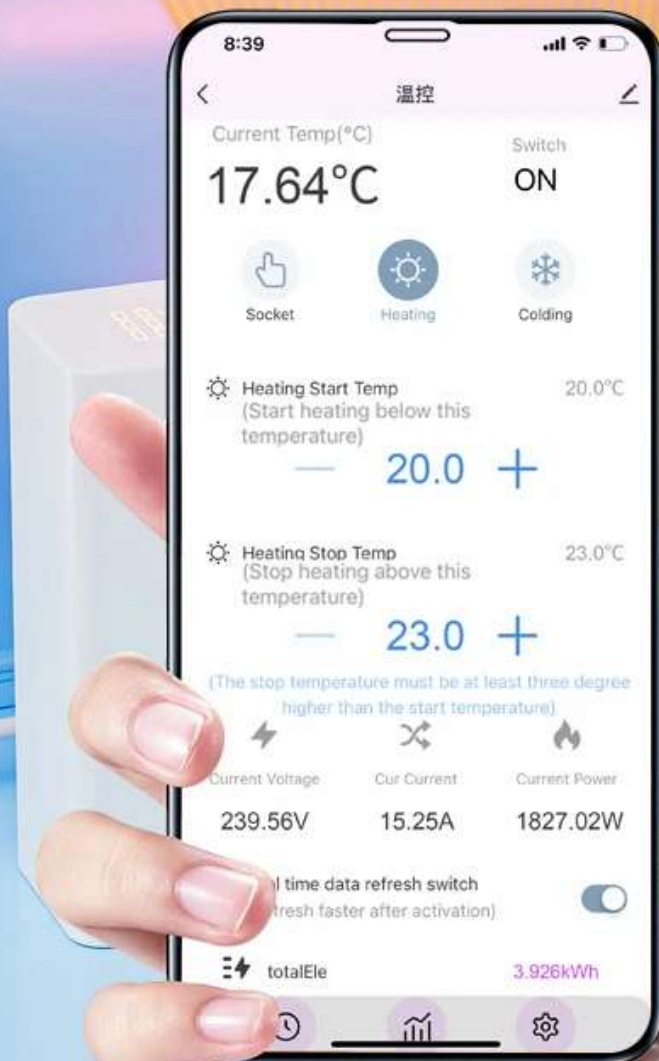 8:39
温控
Current Temp(°C)
Switch
17.64°C
ON
Socket
Heating
Colding
Heating Start Temp
20.0°C
(Start heating below this
temperature)
— 20.0 +
Heating Stop Temp
23.0°C
(Stop heating above this
temperature)
— 23.0 +
(The stop temperature must be at least three degree
higher than the start temperature)
Current Voltage
Cur Current
Current Power
239.56V
15.25A
1827.02W
time data refresh switch
faster after activation)
totalEle
3.926kWh